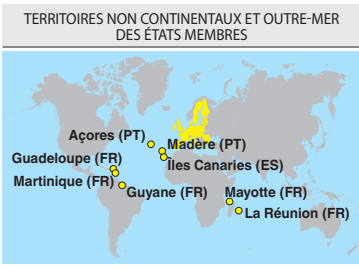 TERRITOIRES NON CONTINENTAUX ET OUTRE-MER
DES ÉTATS MEMBRES
Açores (PT)
Madère (PT)
Îles Canaries (ES)
Guadeloupe (FR)
Martinique (FR)
Guyane (FR)
Mayotte (FR)
La Réunion (FR)